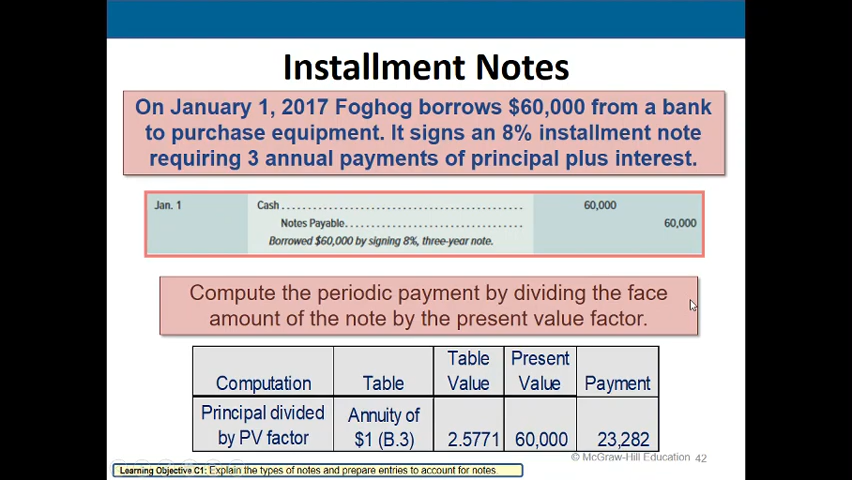 Installment Notes
On January 1, 2017 Foghog borrows $60,000 from a bank
to purchase equipment. It signs an 8% installment note
requiring 3 annual payments of principal plus interest.
Jan. 1 Cash........................................................ 60,000
Notes Payable.......................................... 60,000
Borrowed $60,000 by signing 8%, three-year note.
Compute the periodic payment by dividing the face
amount of the note by the present value factor.
Computation Table Table Value Present Value Payment
Principal divided by PV factor Annuity of $1 (B.3) 2.5771 60,000 23,282
© McGraw-Hill Education 42
Learning Objective C1: Explain the types of notes and prepare entries to account for notes.